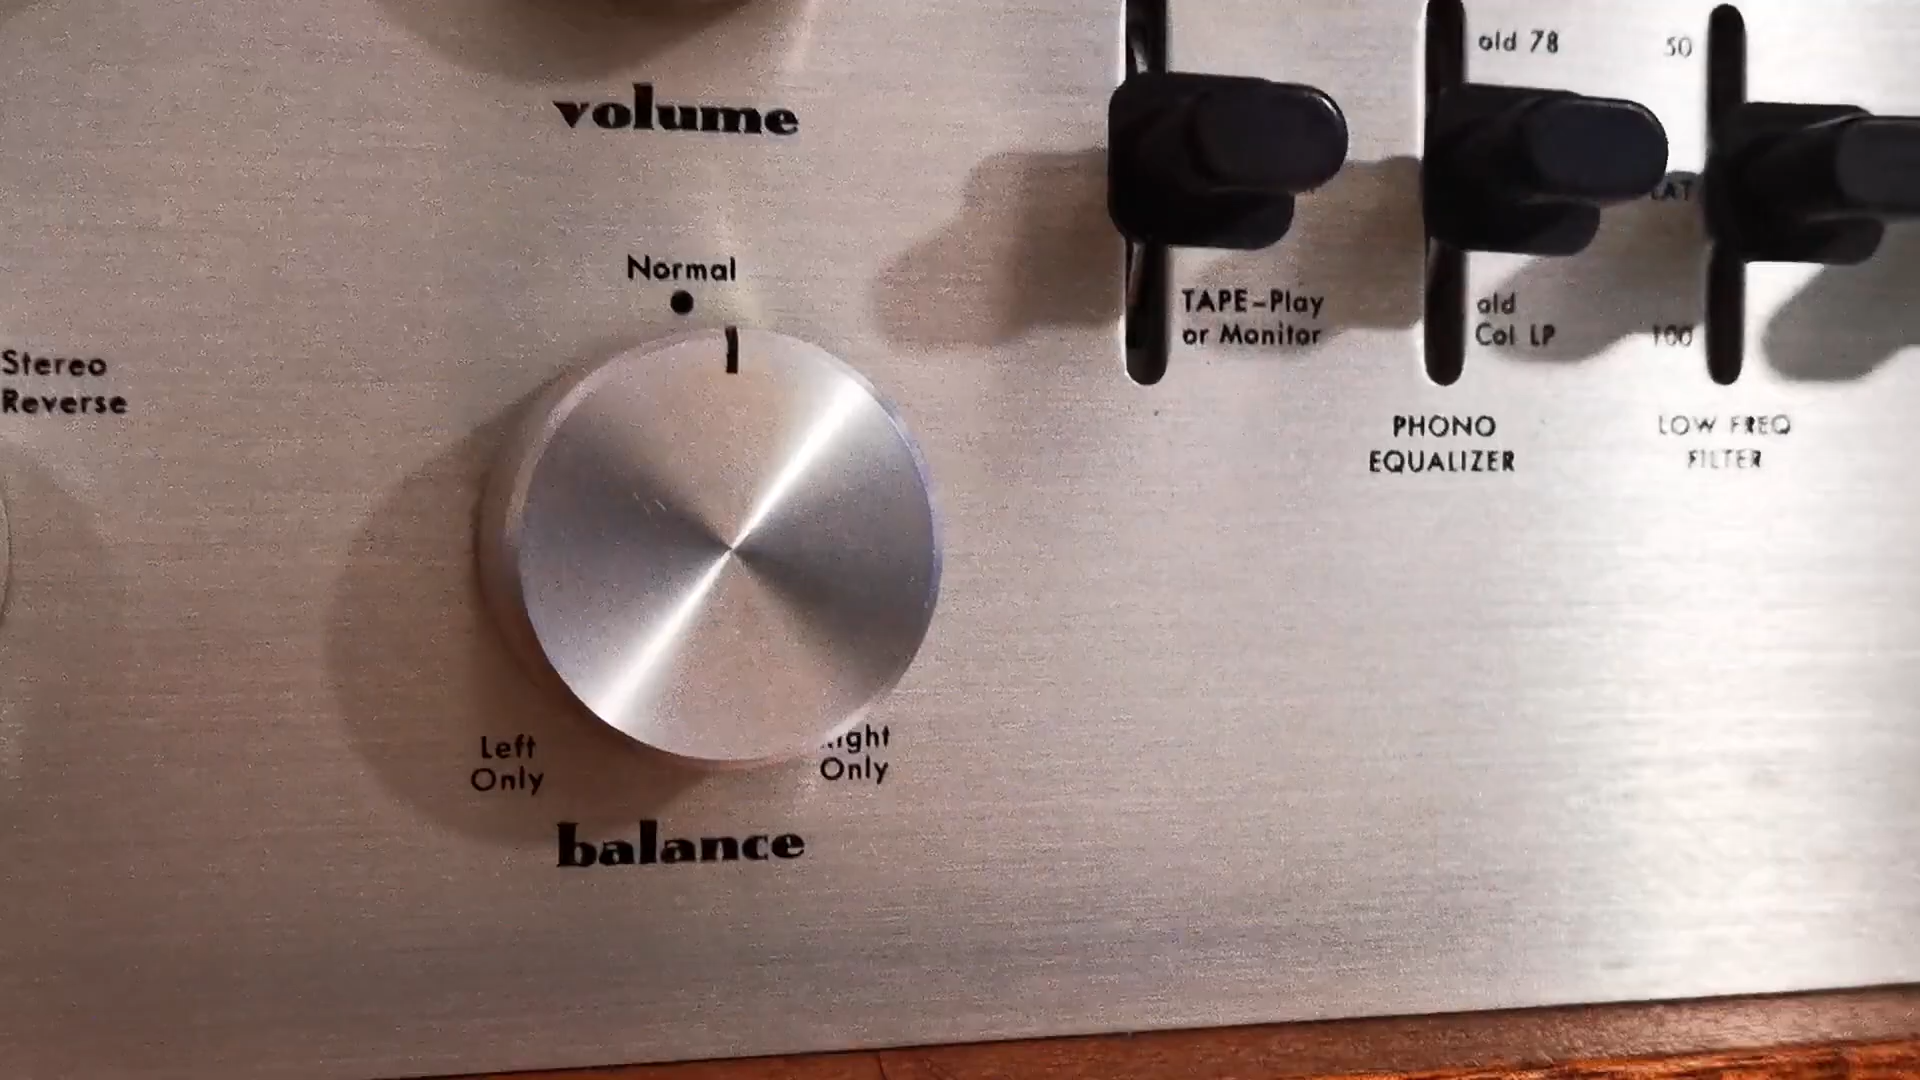 volume
Normal
Stereo
Reverse
Left
Only
Only
balance
TAPE-Play
or Monitor
old 78
old
Col LP
PHONO
EQUALIZER
50
100
LOW FREQ
FILTER